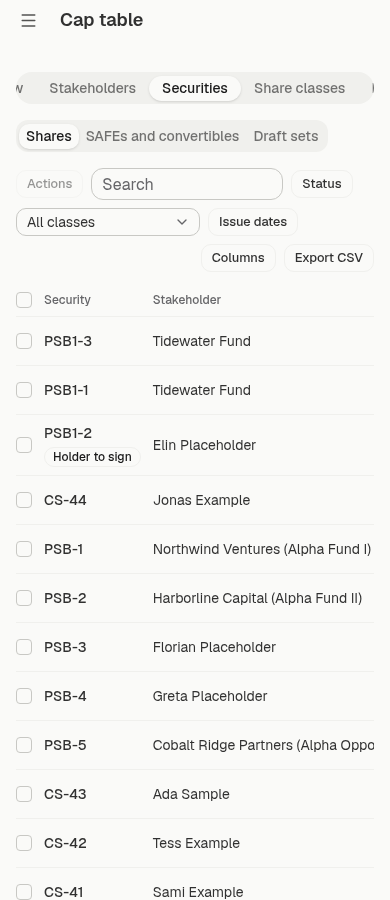 Cap table
w Stakeholders Securities Share classes
Shares SAFEs and convertibles Draft sets
Actions Search Status
All classes Issue dates
Columns Export CSV
Security Stakeholder
PSB1-3 Tidewater Fund
PSB1-1 Tidewater Fund
PSB1-2 Elin Placeholder
Holder to sign
CS-44 Jonas Example
PSB-1 Northwind Ventures (Alpha Fund I)
PSB-2 Harborline Capital (Alpha Fund II)
PSB-3 Florian Placeholder
PSB-4 Greta Placeholder
PSB-5 Cobalt Ridge Partners (Alpha Oppo
CS-43 Ada Sample
CS-42 Tess Example
CS-41 Sami Example